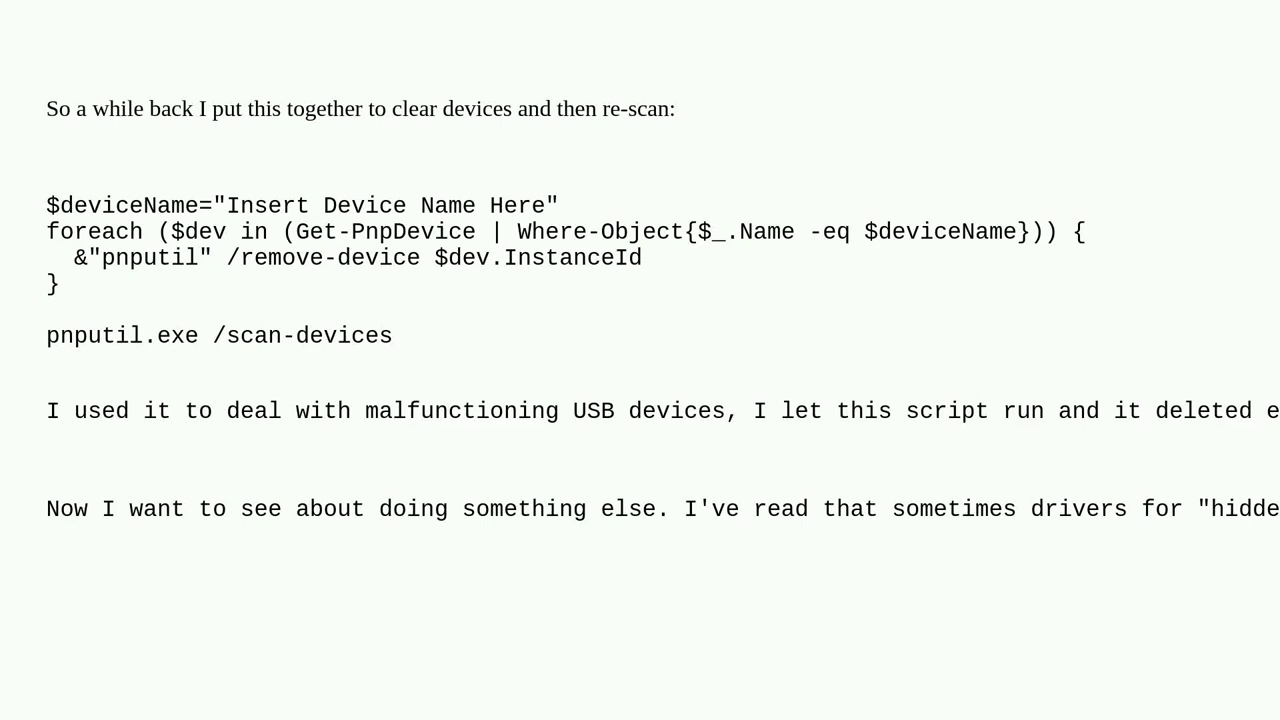 So a while back I put this together to clear devices and then re-scan:
$deviceName="Insert Device Name Here"
foreach ($dev in (Get-PnpDevice | Where-Object{$_.Name -eq $deviceName})) {
  &"pnputil" /remove-device $dev.InstanceId
}
pnputil.exe /scan-devices
I used it to deal with malfunctioning USB devices, I let this script run and it deleted
Now I want to see about doing something else. I've read that sometimes drivers for